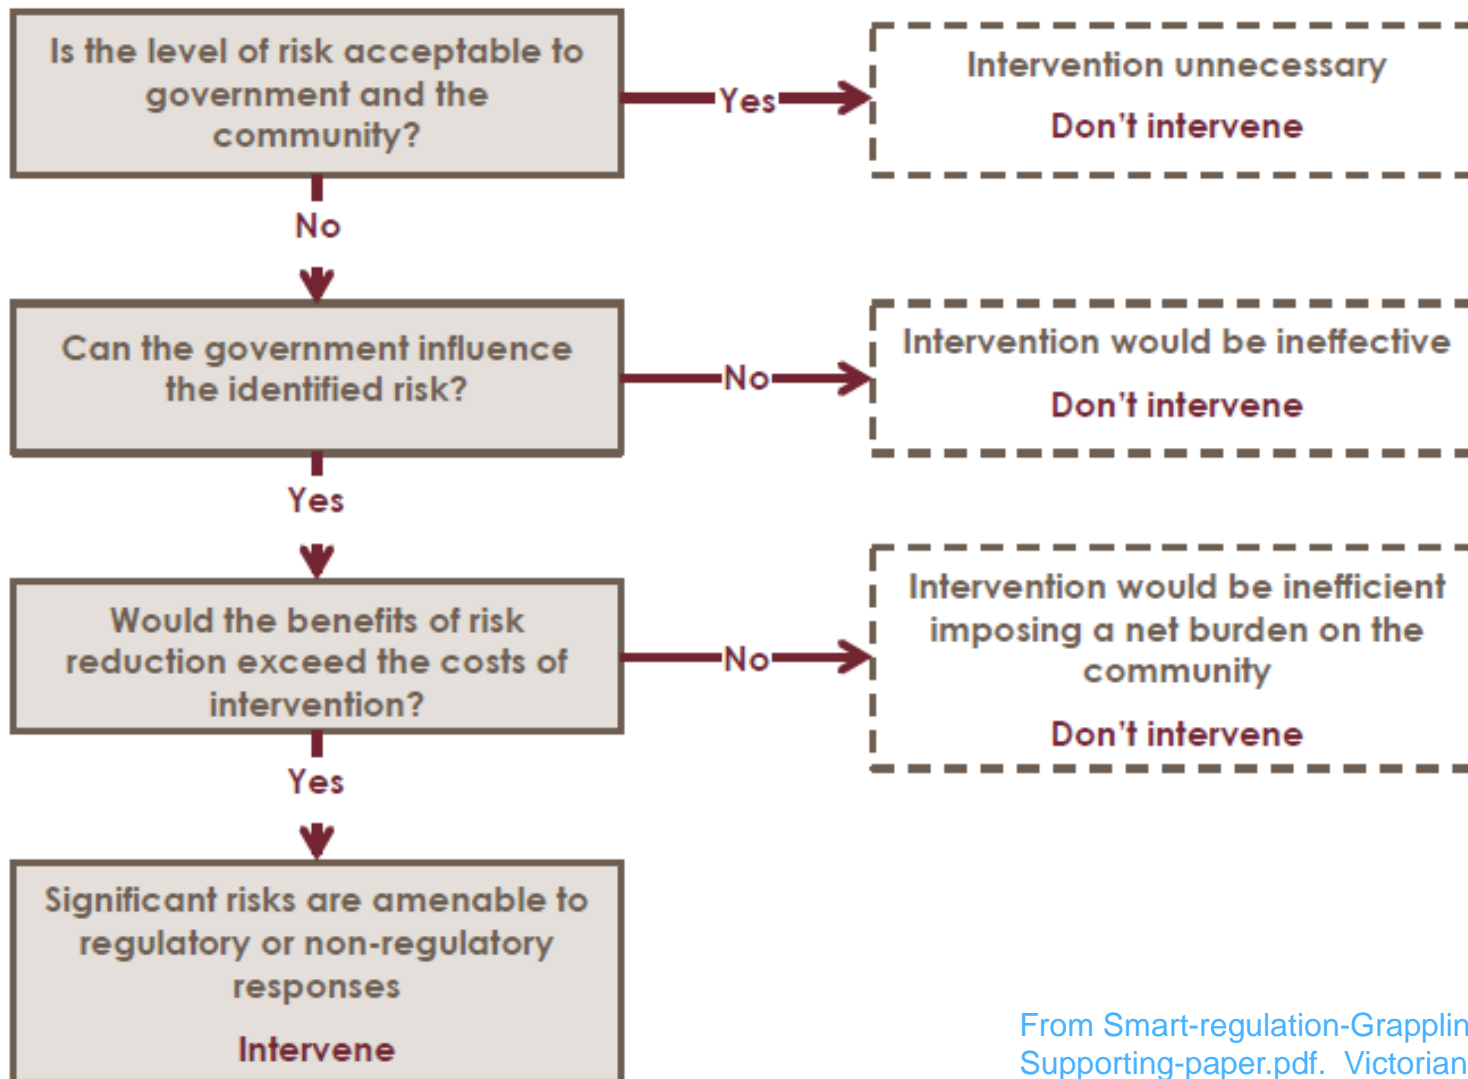 Is the level of risk acceptable to
government and the
community?
Yes
Intervention unnecessary
Don't intervene
No
Can the government influence
the identified risk?
No
Intervention would be ineffective
Don't intervene
Yes
Would the benefits of risk
reduction exceed the costs of
intervention?
No
Intervention would be inefficient
imposing a net burden on the
community
Don't intervene
Yes
Significant risks are amenable to
regulatory or non-regulatory
responses
Intervene
From Smart-regulation-Grapplin
Supporting-paper.pdf. Victorian